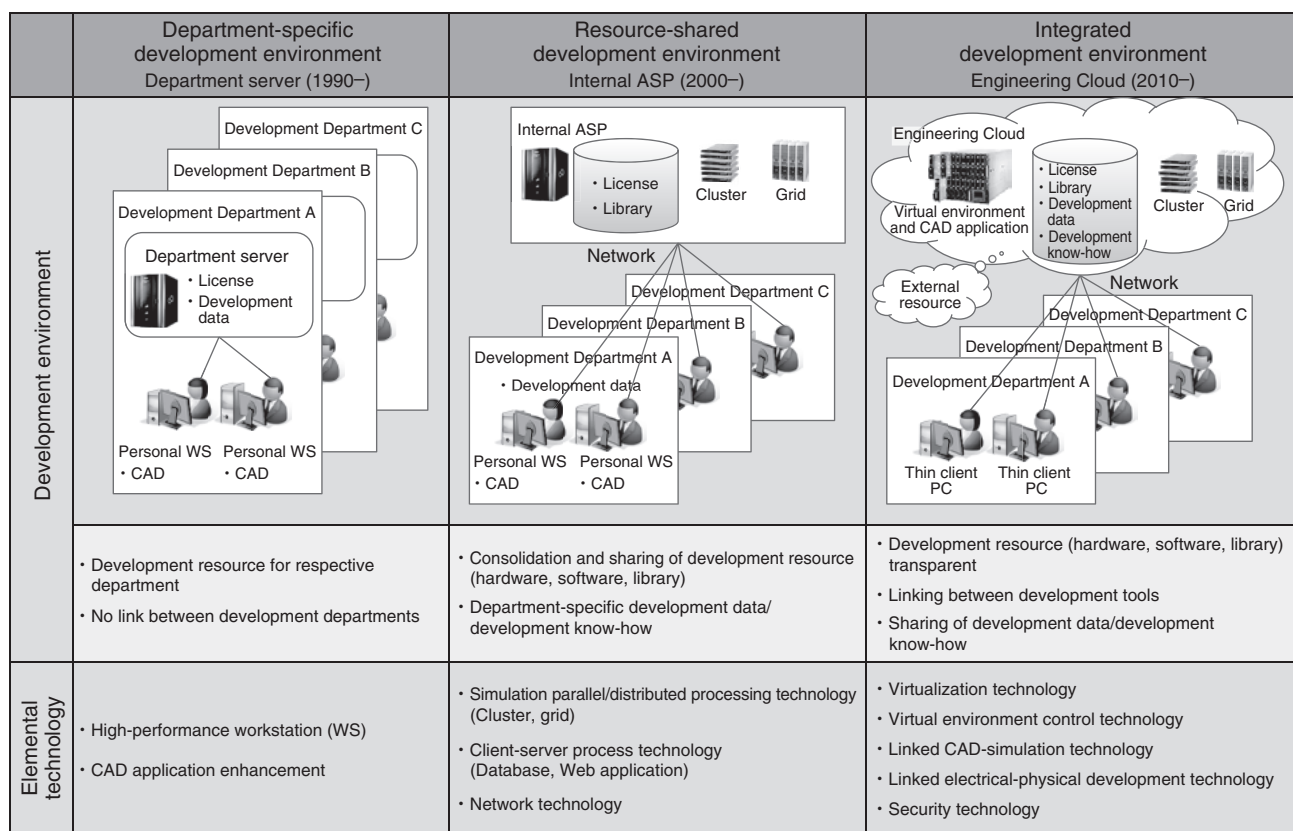 Department-specific
development environment
Department server (1990–)
Resource-shared
development environment
Internal ASP (2000–)
Integrated
development environment
Engineering Cloud (2010–)
Development environment
Development Department C
Development Department B
Development Department A
Department server
・License
・Development
data
Personal WS
・CAD
Personal WS
・CAD
Internal ASP
・License
・Library
Cluster
Grid
Network
Development Department C
Development Department B
Development Department A
・Development data
Personal WS
・CAD
Personal WS
・CAD
Engineering Cloud
Virtual environment
and CAD application
・License
・Library
・Development
data
・Development
know-how
Cluster
Grid
External
resource
Network
Development Department C
Development Department B
Development Department A
Thin client
PC
Thin client
PC
・Development resource for respective
department
・No link between development departments
・Consolidation and sharing of development resource
(hardware, software, library)
・Department-specific development data/
development know-how
・Development resource (hardware, software, library)
transparent
・Linking between development tools
・Sharing of development data/development
know-how
Elemental
technology
・High-performance workstation (WS)
・CAD application enhancement
・Simulation parallel/distributed processing technology
(Cluster, grid)
・Client-server process technology
(Database, Web application)
・Network technology
・Virtualization technology
・Virtual environment control technology
・Linked CAD-simulation technology
・Linked electrical-physical development technology
・Security technology